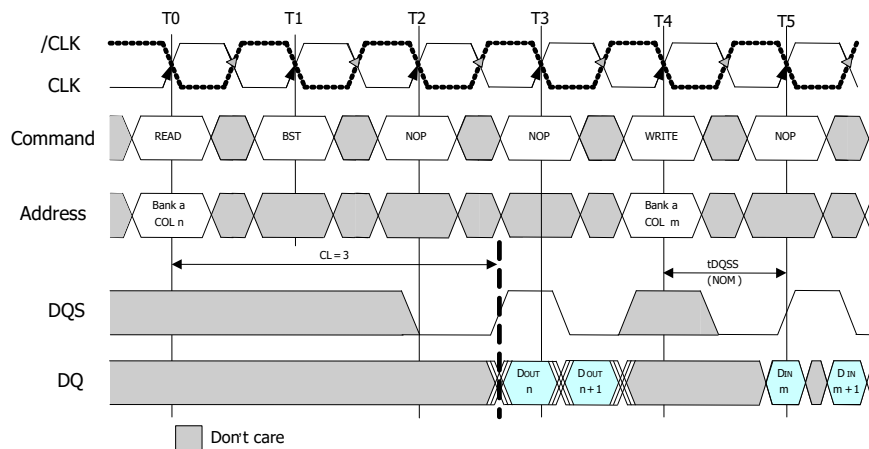 T0 T1 T2 T3 T4 T5
/CLK
CLK
Command READ BST NOP NOP WRITE NOP
Address Bank a COL n Bank a COL m
CL = 3 tDQSS (NOM)
DQS
DQ DOUT n DOUT n+1 DIN m DIN m+1
Don't care